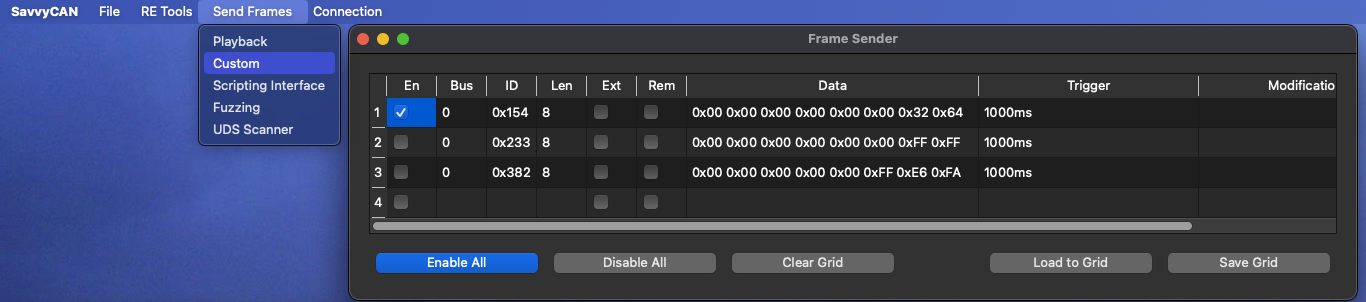 SavvyCAN File RE Tools Send Frames Connection
Playback
Custom
Scripting Interface
Fuzzing
UDS Scanner
Frame Sender
En Bus ID Len Ext Rem Data Trigger Modificatio
1 0 0x154 8 0x00 0x00 0x00 0x00 0x00 0x00 0x32 0x64 1000ms
2 0 0x233 8 0x00 0x00 0x00 0x00 0x00 0x00 0xFF 0xFF 1000ms
3 0 0x382 8 0x00 0x00 0x00 0x00 0x00 0xFF 0xE6 0xFA 1000ms
4
Enable All Disable All Clear Grid Load to Grid Save Grid